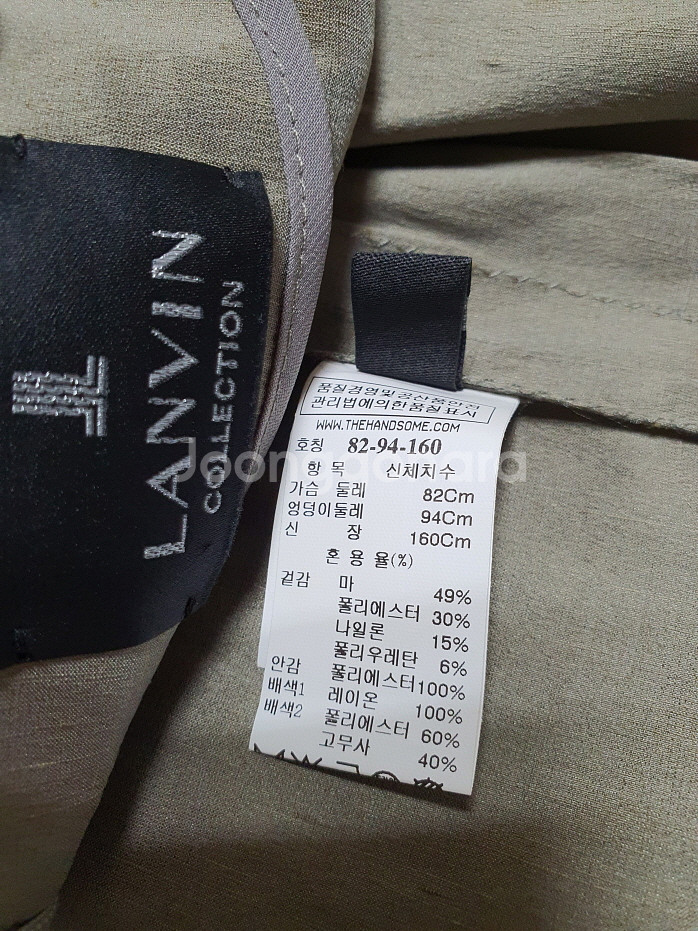 LANVIN
COLLECTION
품질경영및공산품안전
관리법에의한품질표시
WWW.THEHANDSOME.COM
호칭 82-94-160
항 목 신체치수
가슴 둘레 82Cm
엉덩이둘레 94Cm
신 장 160Cm
혼 용 율(%)
겉감 마 49%
폴리에스터 30%
나일론 15%
폴리우레탄 6%
안감 폴리에스터 100%
배색1 레이온 100%
배색2 폴리에스터 60%
고무사 40%
Joongna